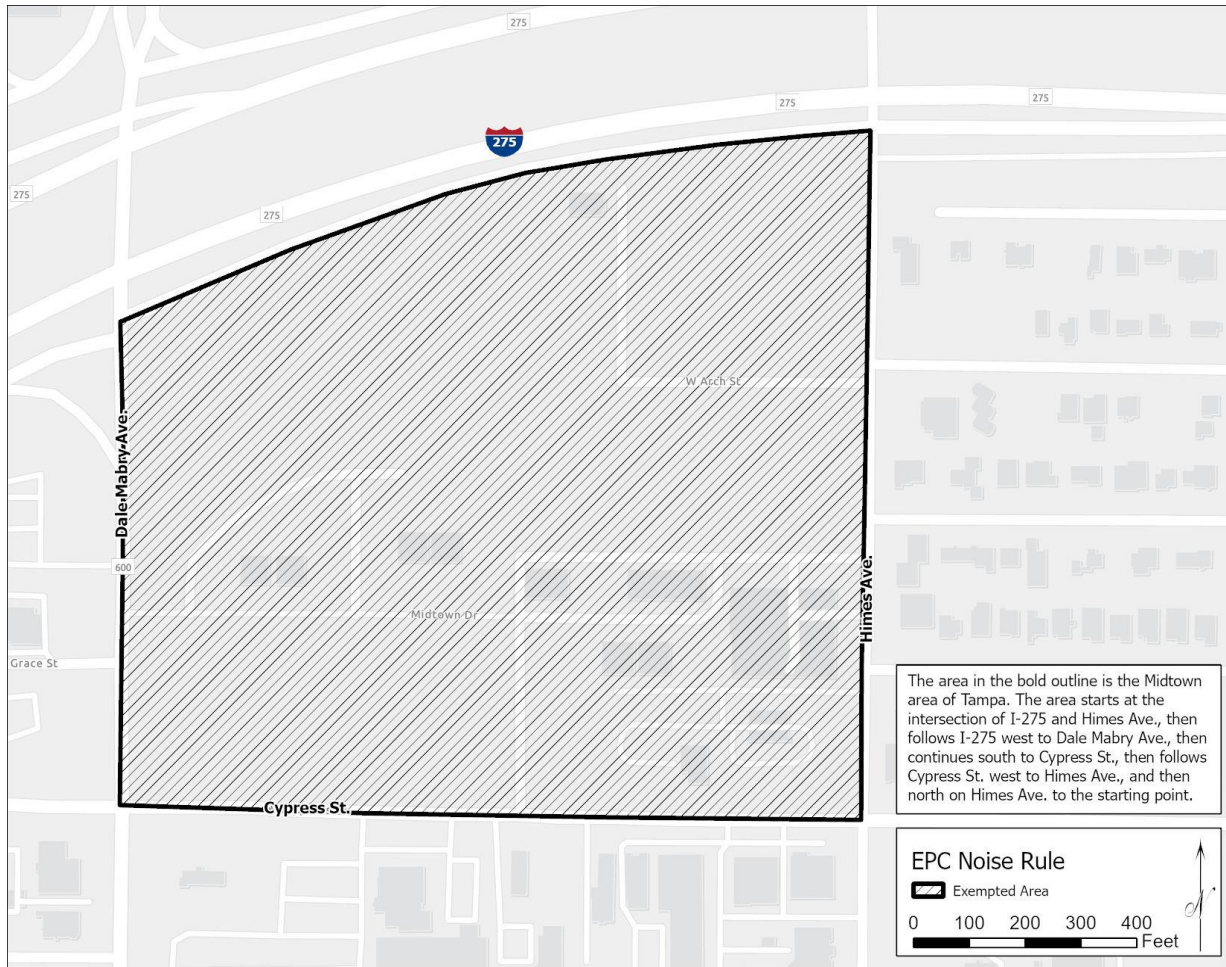 275
275
275
275
275
275
W Arch St
Dale Mabry Ave.
600
Himes Ave.
Midtown Dr
Grace St
The area in the bold outline is the Midtown
area of Tampa. The area starts at the
intersection of I-275 and Himes Ave., then
follows I-275 west to Dale Mabry Ave., then
continues south to Cypress St., then follows
Cypress St. west to Himes Ave., and then
north on Himes Ave. to the starting point.
Cypress St.
EPC Noise Rule
N
Exempted Area
0 100 200 300 400
Feet